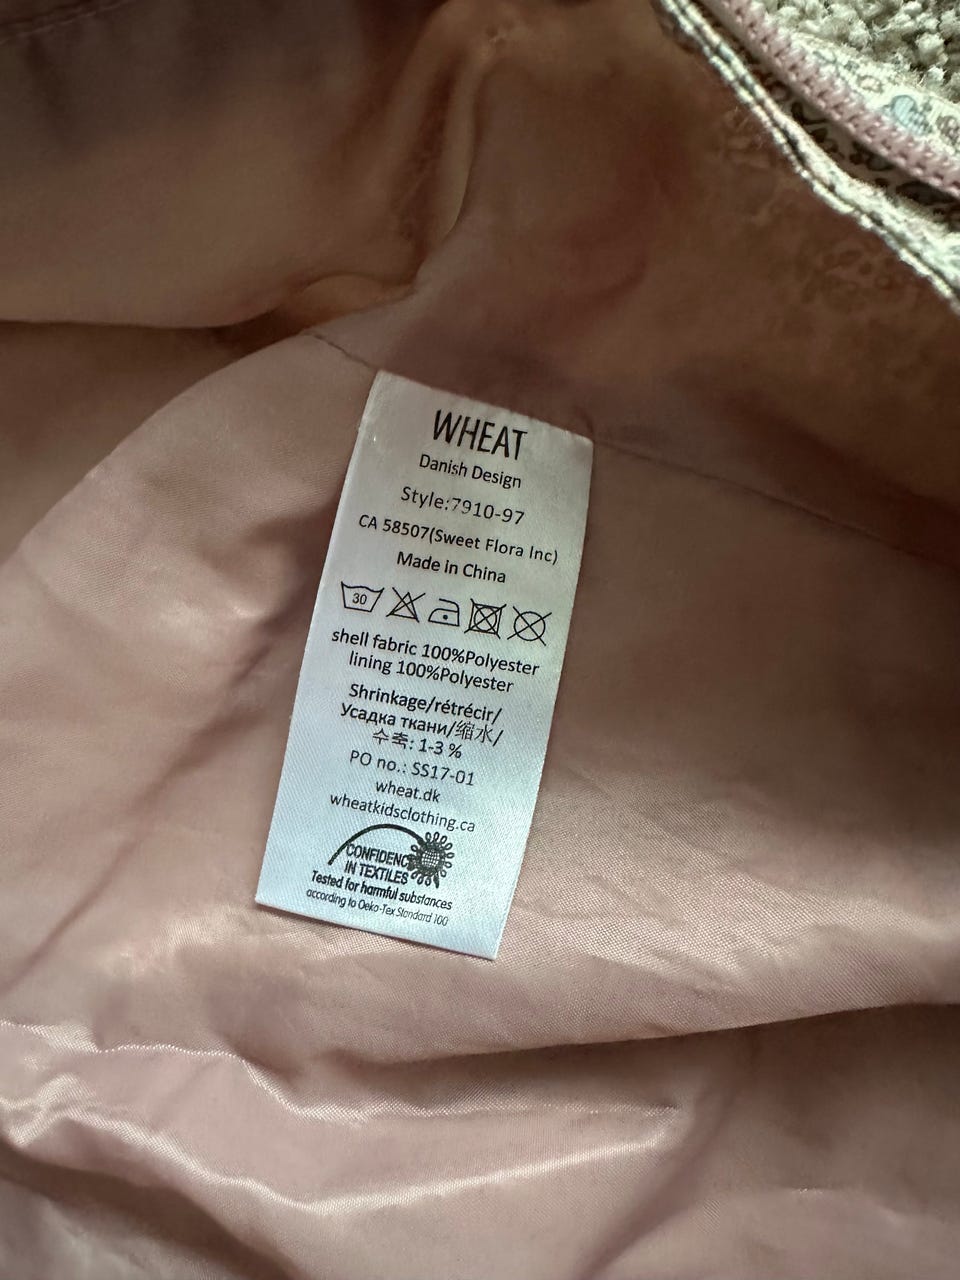 WHEAT
Danish Design
Style:7910-97
CA 58507(Sweet Flora Inc)
Made in China
30
shell fabric 100%Polyester
lining 100%Polyester
Shrinkage/rétrécir/
Усадка ткани/缩水/
수축: 1-3 %
PO no.: SS17-01
wheat.dk
wheatkidsclothing.ca
CONFIDENC
IN TEXTILES
Tested for harmful substances
according to Oeko-Tex Standard 100